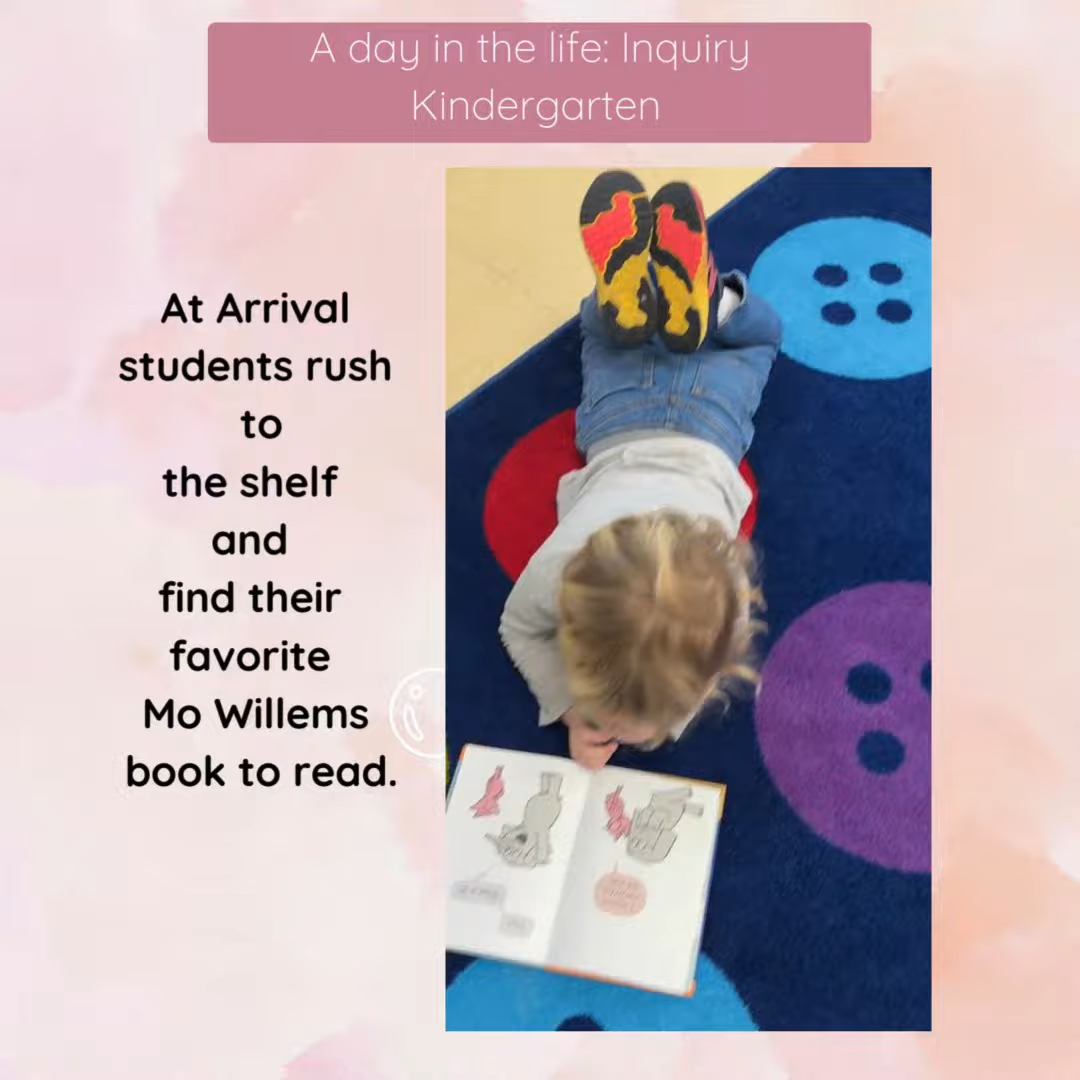 A day in the life: Inquiry
Kindergarten
At Arrival
students rush
to
the shelf
and
find their
favorite
Mo Willems
book to read.